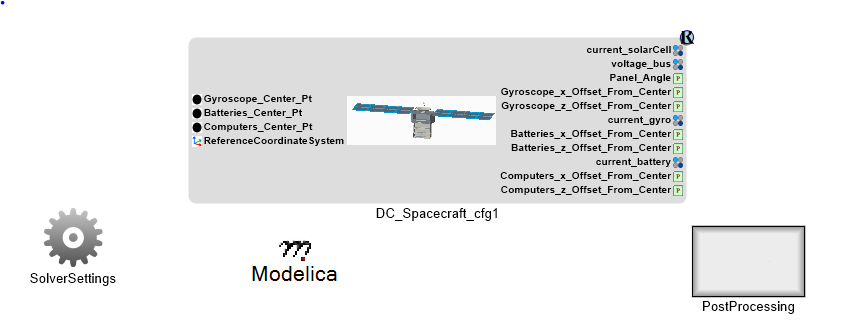 current_solarCell
voltage_bus
Panel_Angle
P
Gyroscope_Center_Pt
Gyroscope_x_Offset_From_Center
P
Batteries_Center_Pt
Gyroscope_z_Offset_From_Center
P
Computers_Center_Pt
current_gyro
ReferenceCoordinateSystem
Batteries_x_Offset_From_Center
P
Batteries_z_Offset_From_Center
P
current_battery
Computers_x_Offset_From_Center
P
Computers_z_Offset_From_Center
P
DC_Spacecraft_cfg1
SolverSettings
m
Modelica
PostProcessing